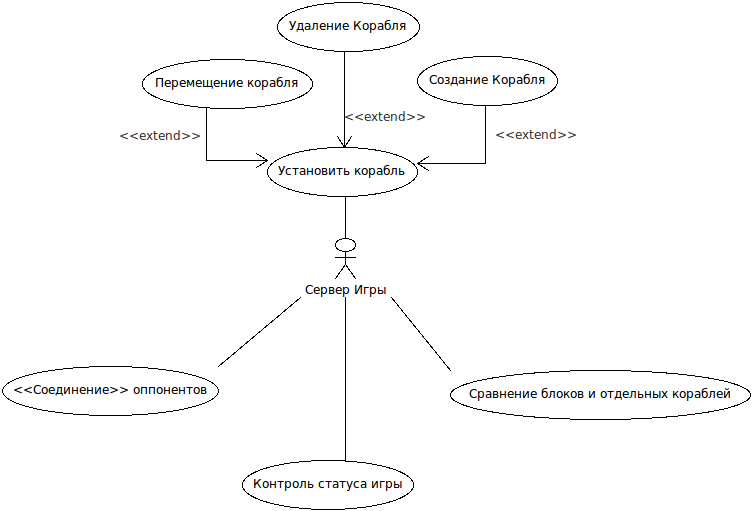 Удаление Корабля
Перемещение корабля
Создание Корабля
<<extend>>
<<extend>>
<<extend>>
Установить корабль
Сервер Игры
<<Соединение>> оппонентов
Сравнение блоков и отдельных кораблей
Контроль статуса игры